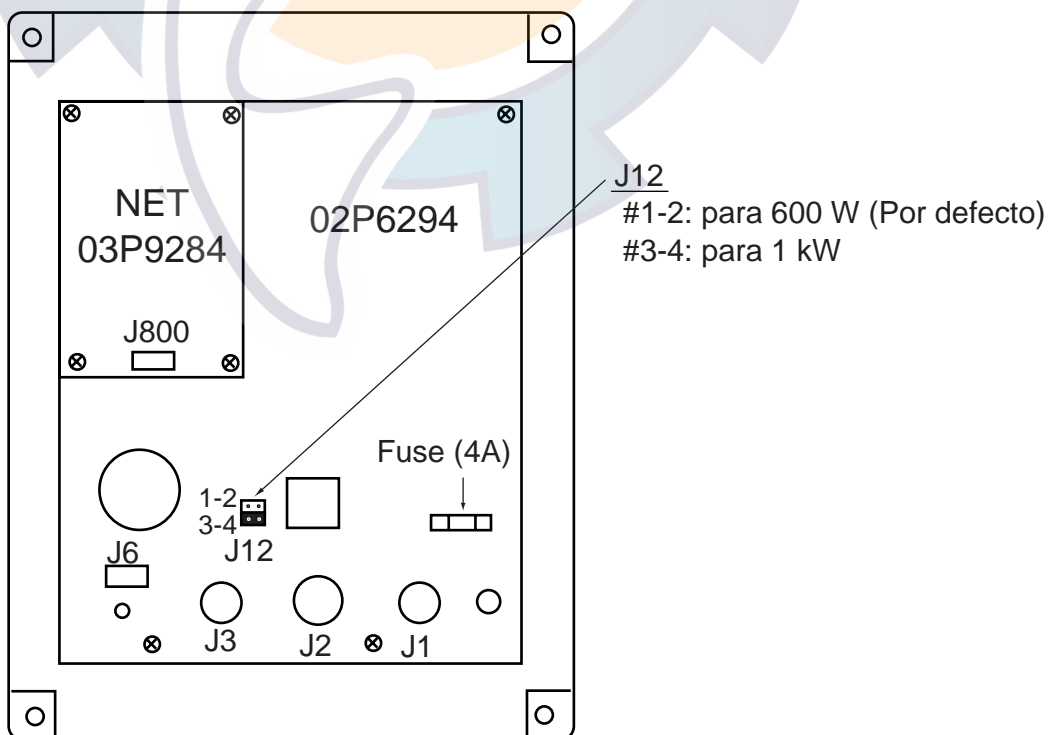 NET
03P9284
02P6294
J12
#1-2: para 600 W (Por defecto)
#3-4: para 1 kW
J800
Fuse (4A)
1-2
3-4
J12
J6
J3
J2
J1